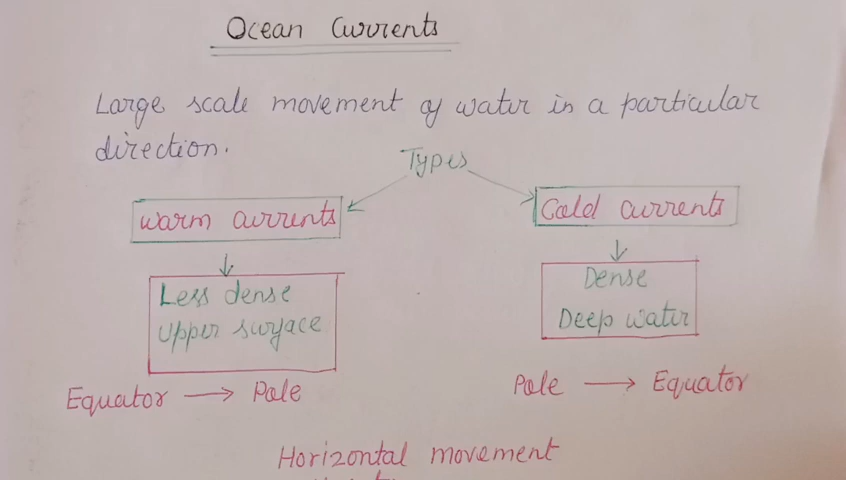 Ocean Currents
Large scale movement of water in a particular
direction.
Types
Warm currents
Cold currents
Less dense
Upper surface
Dense
Deep water
Equator → Pole
Pole → Equator
Horizontal movement